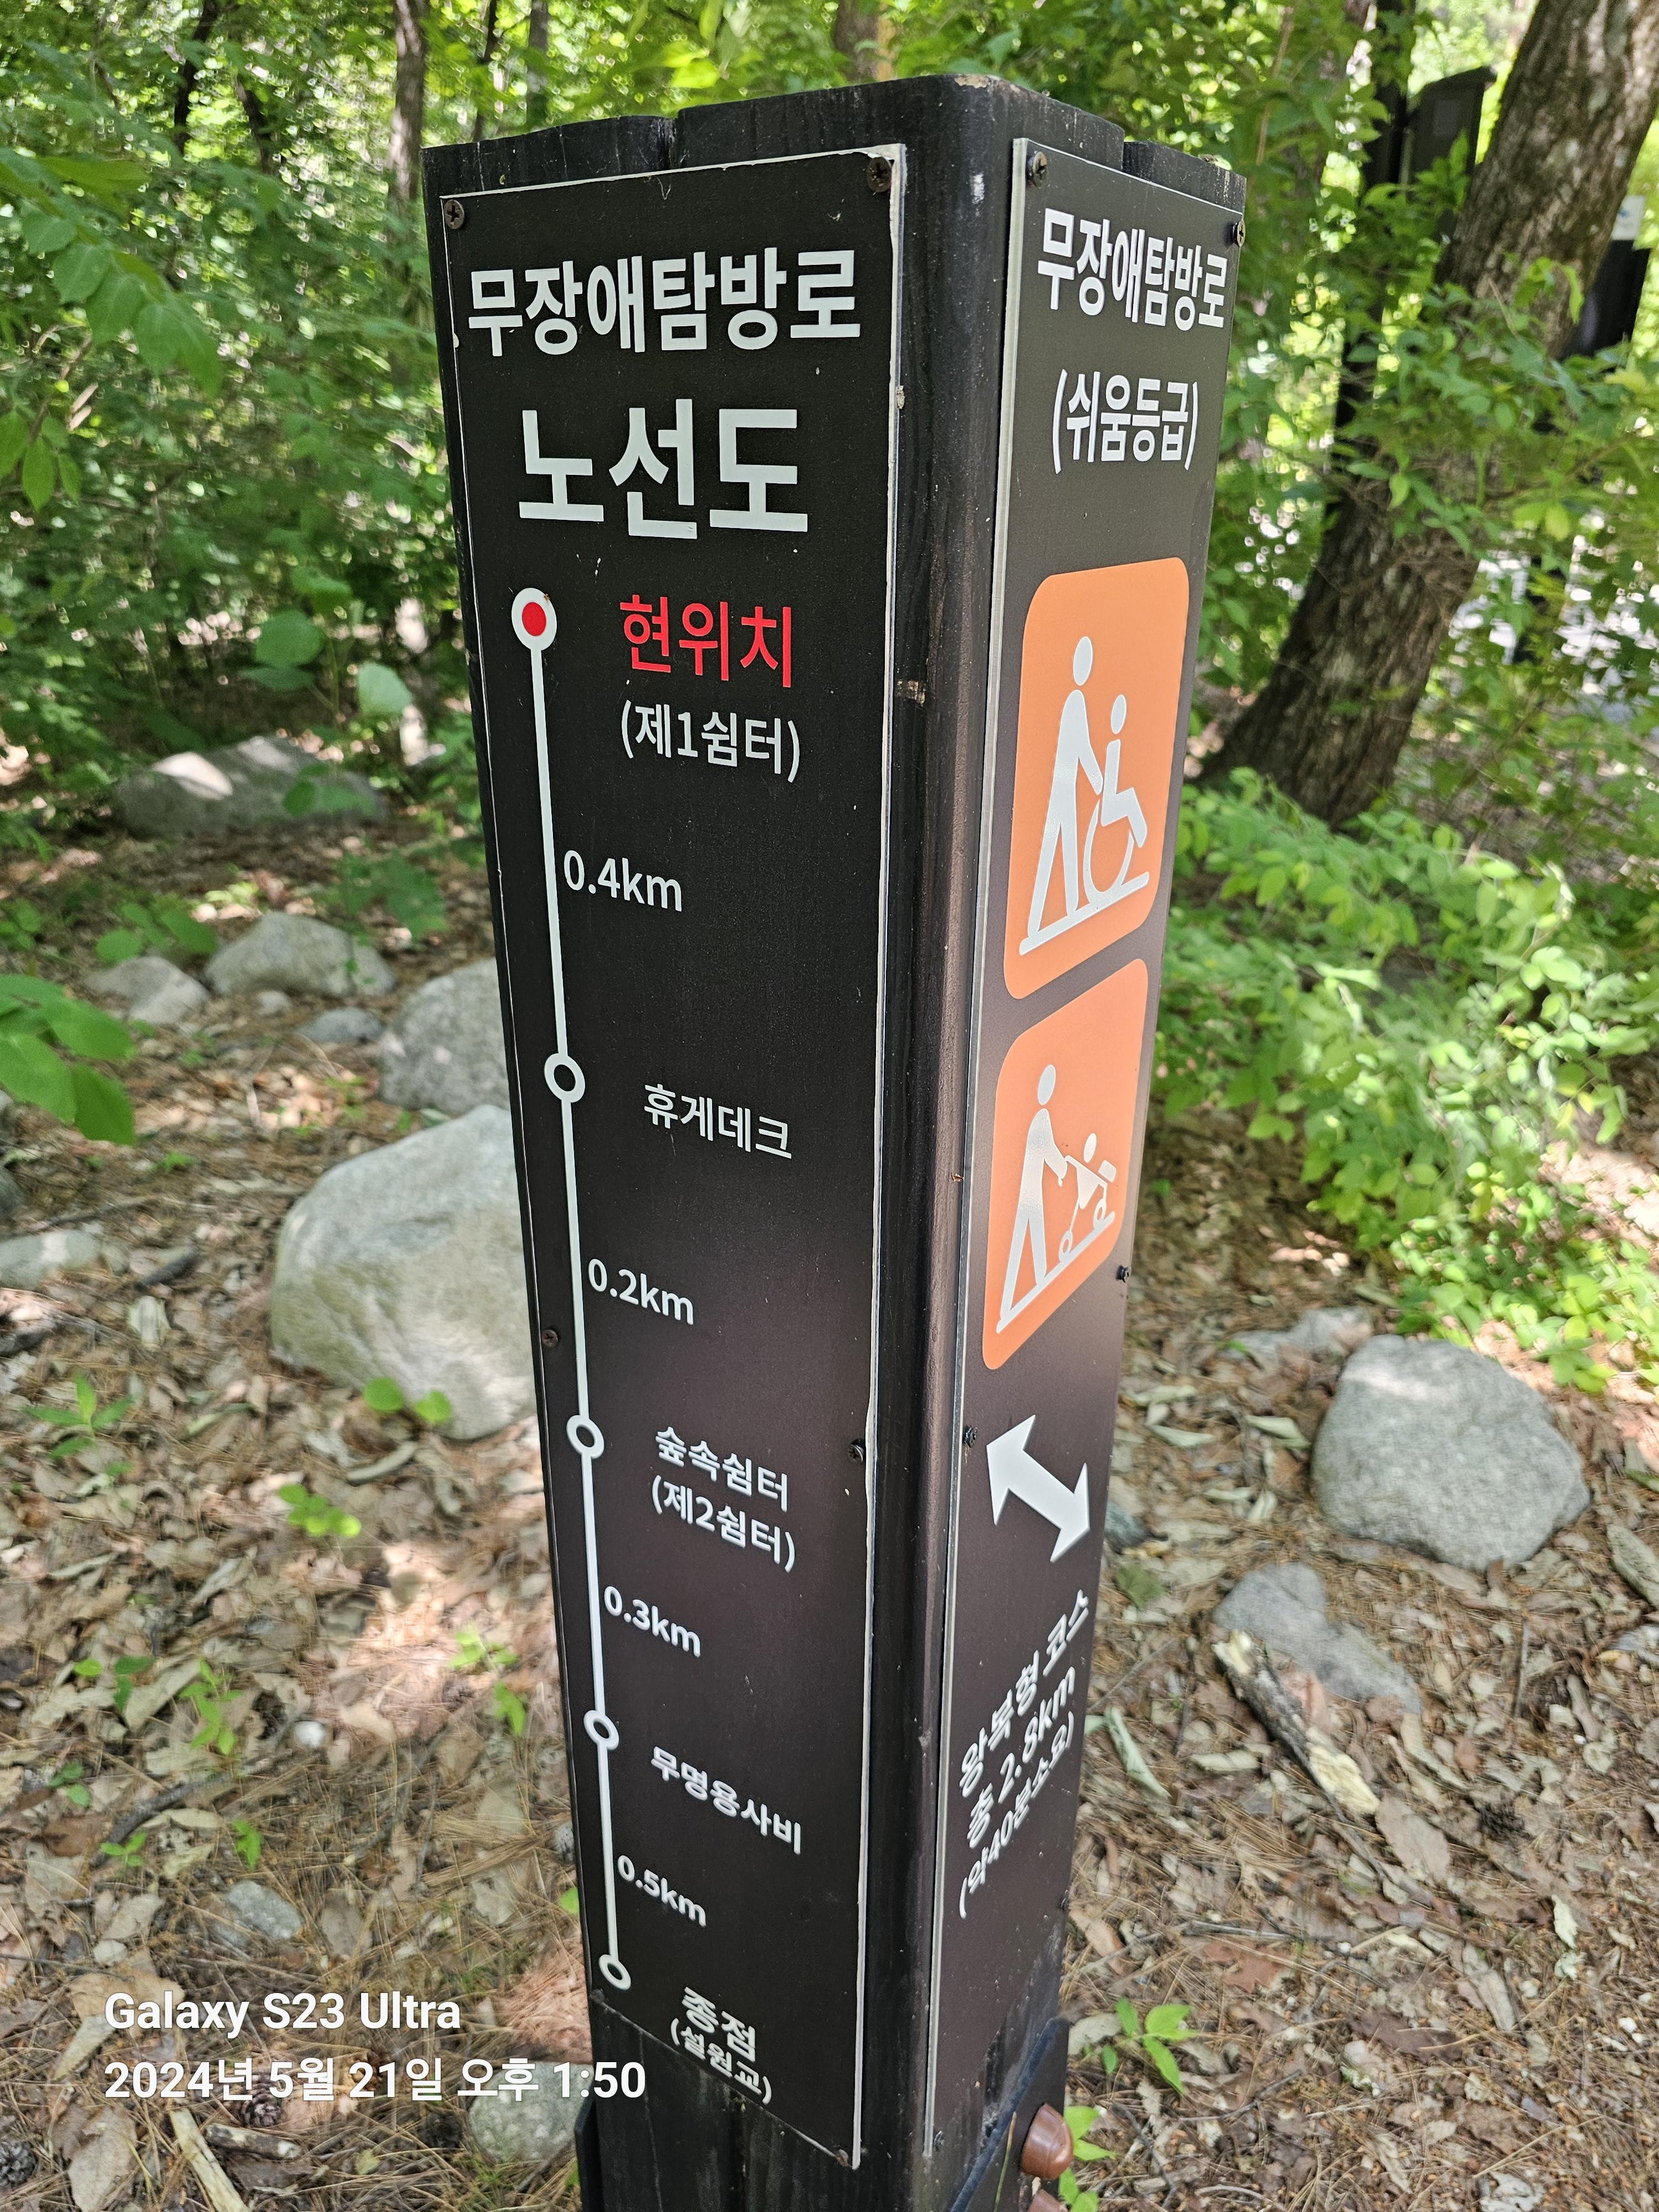 무장애탐방로
노선도
현위치
(제1쉼터)
0.4km
휴게데크
0.2km
숲속쉼터
(제2쉼터)
0.3km
무명용사비
0.5km
종점
(설원교)
무장애탐방로
(쉬움등급)
왕복형 코스
총 2.8km
(약40분소요)
Galaxy S23 Ultra
2024년 5월 21일 오후 1:50